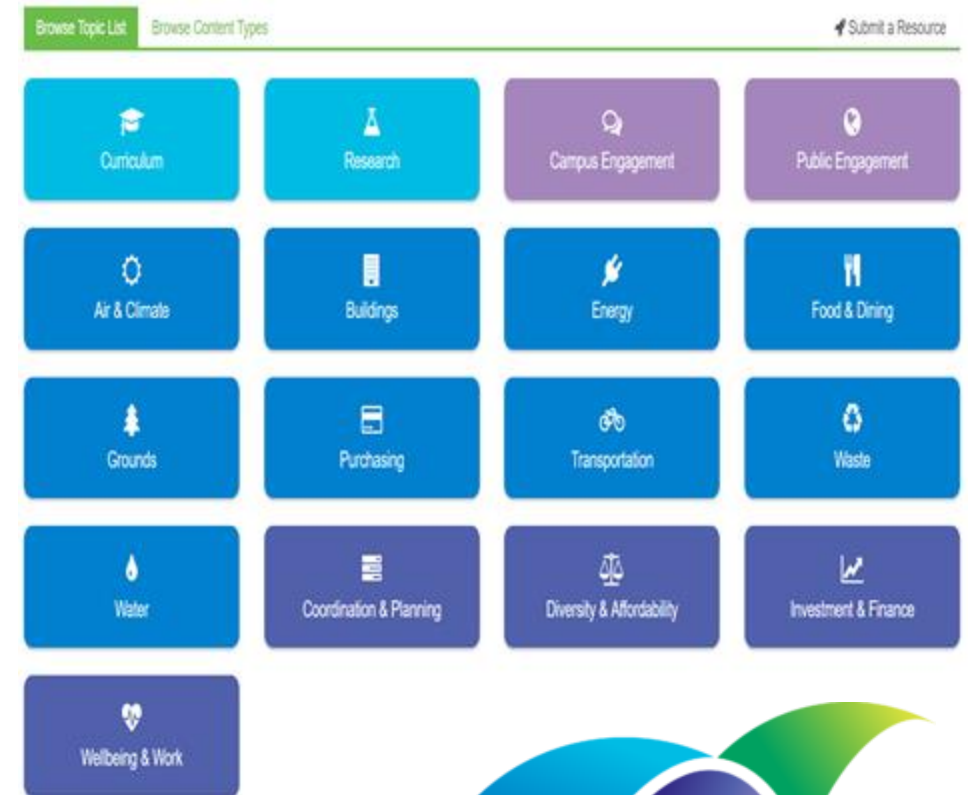 Browse Topic List Browse Content Types Submit a Resource
Curriculum Research Campus Engagement Public Engagement
Air & Climate Buildings Energy Food & Dining
Grounds Purchasing Transportation Waste
Water Coordination & Planning Diversity & Affordability Investment & Finance
Wellbeing & Work